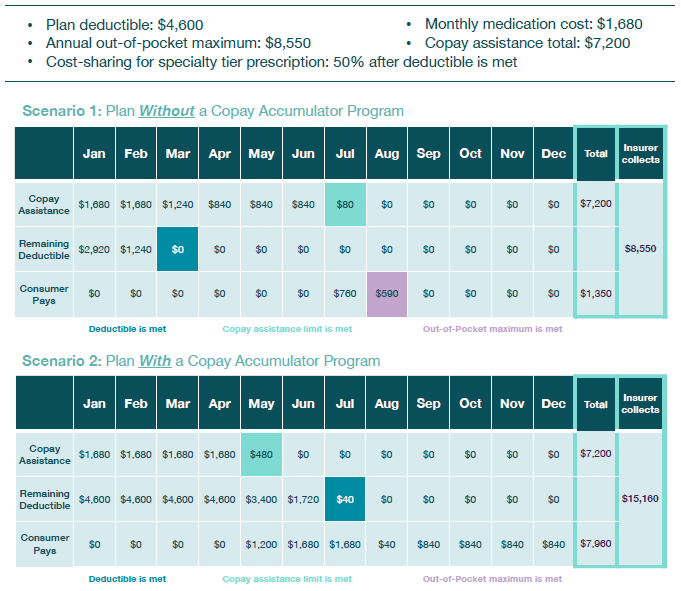 • Plan deductible: $4,600
• Annual out-of-pocket maximum: $8,550
• Monthly medication cost: $1,680
• Copay assistance total: $7,200
• Cost-sharing for specialty tier prescription: 50% after deductible is met
Scenario 1: Plan Without a Copay Accumulator Program
Jan Feb Mar Apr May Jun Jul Aug Sep Oct Nov Dec Total Insurer collects
Copay Assistance $1,680 $1,680 $1,240 $840 $840 $840 $80 $0 $0 $0 $0 $0 $7,200
Remaining Deductible $2,920 $1,240 $0 $0 $0 $0 $0 $0 $0 $0 $0 $0 $8,550
Consumer Pays $0 $0 $0 $0 $0 $0 $760 $590 $0 $0 $0 $0 $1,350
Deductible is met Copay assistance limit is met Out-of-Pocket maximum is met
Scenario 2: Plan With a Copay Accumulator Program
Jan Feb Mar Apr May Jun Jul Aug Sep Oct Nov Dec Total Insurer collects
Copay Assistance $1,680 $1,680 $1,680 $1,680 $480 $0 $0 $0 $0 $0 $0 $0 $7,200
Remaining Deductible $4,600 $4,600 $4,600 $4,600 $3,400 $1,720 $40 $0 $0 $0 $0 $0 $15,160
Consumer Pays $0 $0 $0 $0 $1,200 $1,680 $1,680 $40 $840 $840 $840 $840 $7,960
Deductible is met Copay assistance limit is met Out-of-Pocket maximum is met